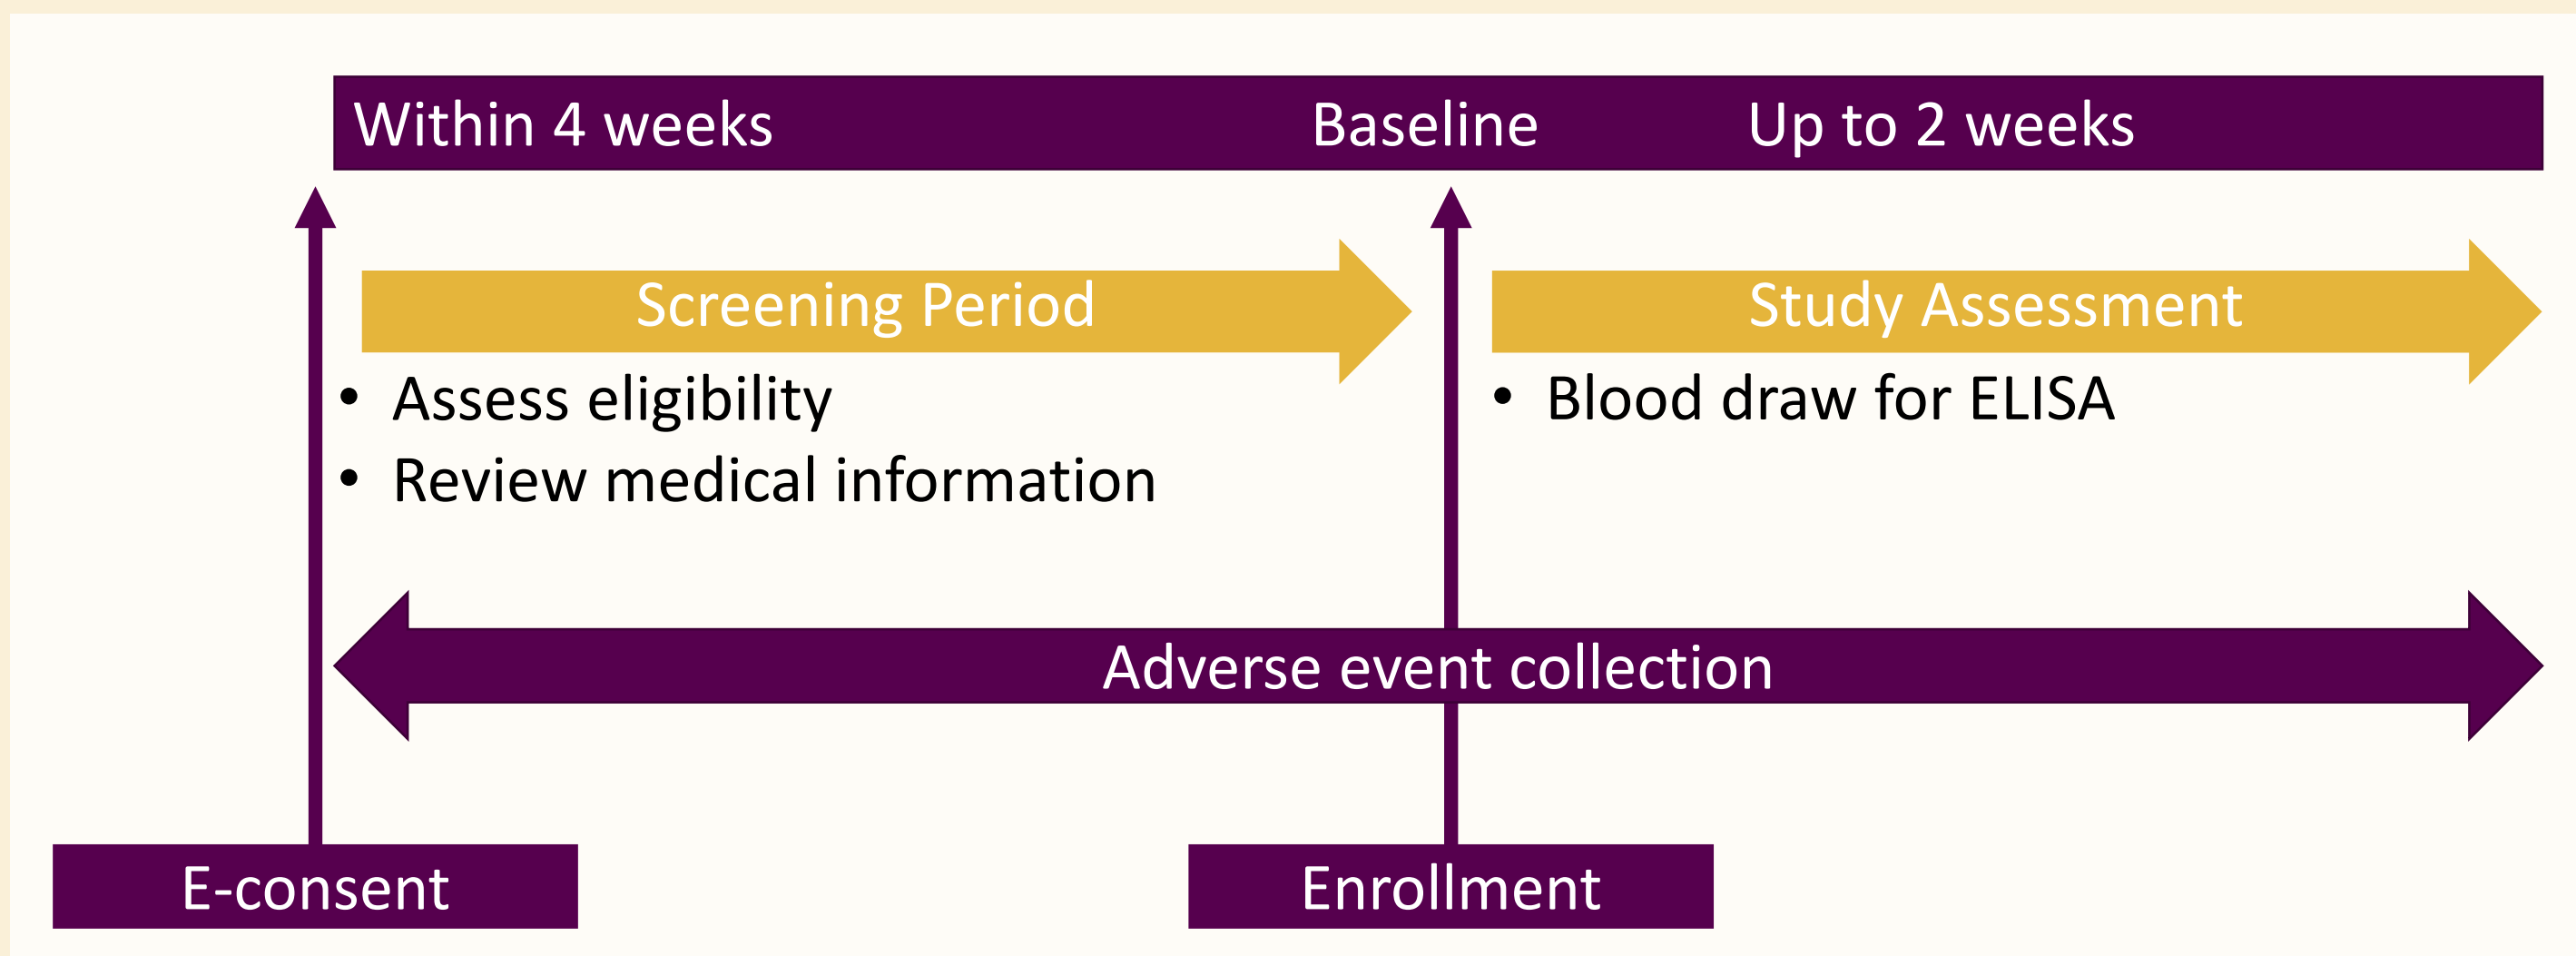 Within 4 weeks Baseline Up to 2 weeks
Screening Period
Study Assessment
• Assess eligibility
• Review medical information
• Blood draw for ELISA
Adverse event collection
E-consent
Enrollment